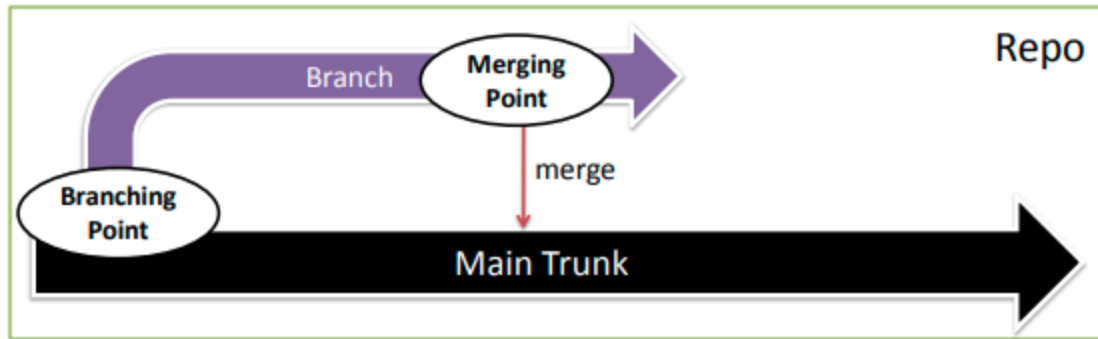 Repo
Branch
Merging
Point
merge
Branching
Point
Main Trunk